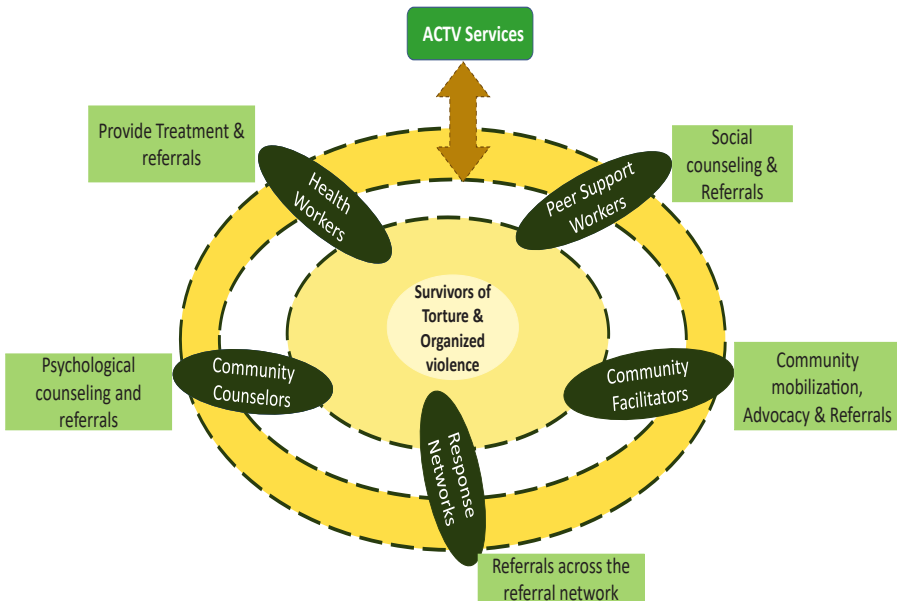 ACTV Services
Provide Treatment &
referrals
Health
Workers
Peer Support
Workers
Social
counseling &
Referrals
Survivors of
Torture &
Organized
violence
Psychological
counseling and
referrals
Community
Counselors
Community
Facilitators
Community
mobilization,
Advocacy & Referrals
Response
Networks
Referrals across the
referral network